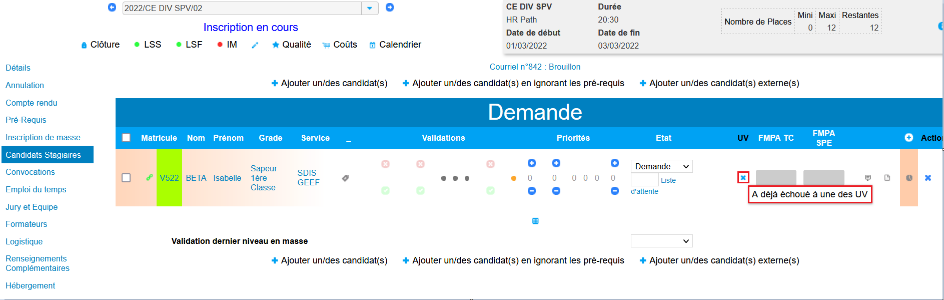 2022/CE DIV SPV/02
Inscription en cours
Clôture LSS LSF IM Qualité Coûts Calendrier
CE DIV SPV Durée
HR Path 20:30
Date de début Date de fin
01/03/2022 03/03/2022
Mini Maxi Restantes
Nombre de Places 0 12 12
Courriel n°842 : Brouillon
Détails
Annulation
Compte rendu
Pré Requis
Inscription de masse
Candidats Stagiaires
Convocations
Emploi du temps
Jury et Equipe
Formateurs
Logistique
Renseignements
Complémentaires
Hébergement
Ajouter un/des candidat(s) Ajouter un/des candidat(s) en ignorant les pré-requis Ajouter un/des candidat(s) externe(s)
Demande
Matricule Nom Prénom Grade Service _ Validations Priorités Etat UV FMPA TC FMPA SPE Action
V522 BETA Isabelle Sapeur 1ère Classe SDIS GEEF 0 0 0 0 0 0 Demande
Liste
d'attente
A déjà échoué à une des UV
Validation dernier niveau en masse
Ajouter un/des candidat(s) Ajouter un/des candidat(s) en ignorant les pré-requis Ajouter un/des candidat(s) externe(s)